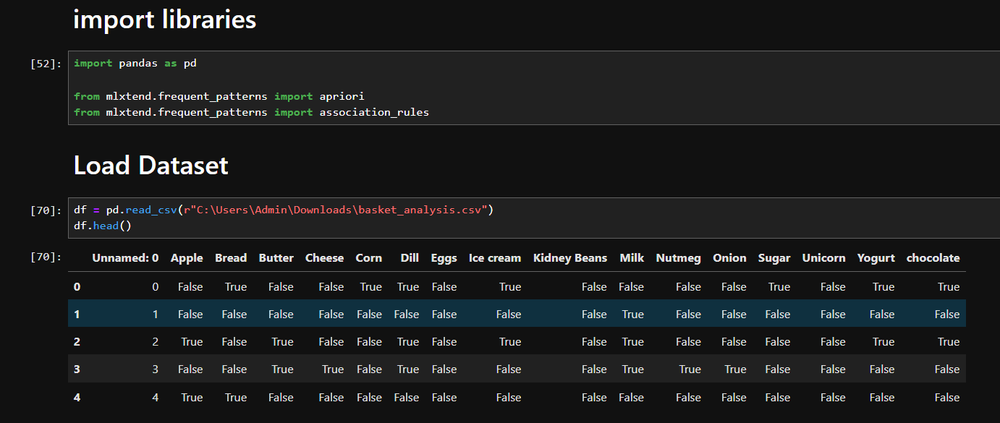 import libraries
[52]:
import pandas as pd
from mlxtend.frequent_patterns import apriori
from mlxtend.frequent_patterns import association_rules
Load Dataset
[70]:
df = pd.read_csv(r"C:\Users\Admin\Downloads\basket_analysis.csv")
df.head()
[70]:
Unnamed: 0 Apple Bread Butter Cheese Corn Dill Eggs Ice cream Kidney Beans Milk Nutmeg Onion Sugar Unicorn Yogurt chocolate
0 0 False True False False True True False True False False False False True False True True
1 1 False False False False False False False False False True False False False False False False
2 2 True False True False False True False True False True False False False False True True
3 3 False False True True False True False False False True True True False False False False
4 4 True True False False False False False False False False False False False False False False